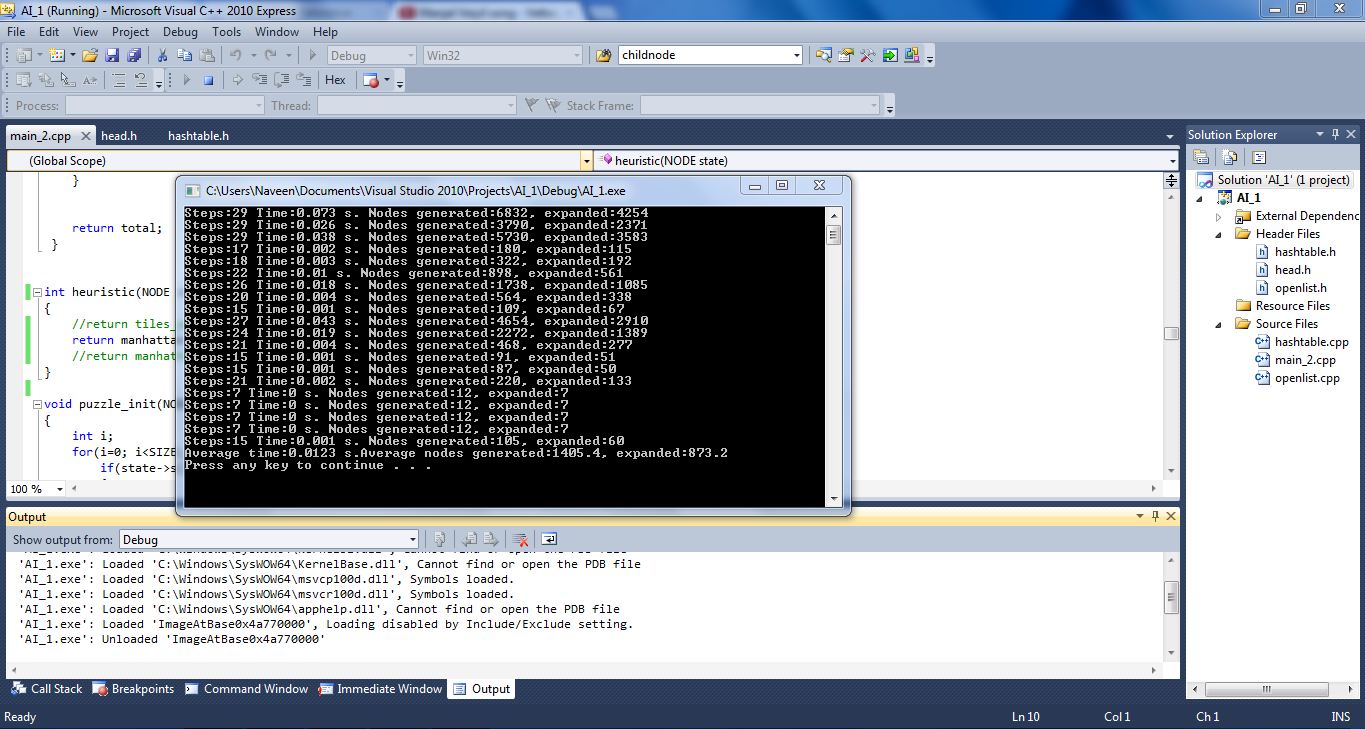 AI_1 (Running) - Microsoft Visual C++ 2010 Express
File Edit View Project Debug Tools Window Help
Debug Win32 childnode
Hex
Process: Thread: Stack Frame:
main_2.cpp head.h hashtable.h
(Global Scope) heuristic(NODE state)
}
return total;
}
int heuristic(NODE
{
//return tiles_
return manhatta
//return manhat
}
void puzzle_init(NO
{
int i;
for(i=0; i<SIZE
if(state->s
100 %
C:\Users\Naveen\Documents\Visual Studio 2010\Projects\AI_1\Debug\AI_1.exe
Steps:29 Time:0.073 s. Nodes generated:6832, expanded:4254
Steps:29 Time:0.026 s. Nodes generated:3790, expanded:2371
Steps:29 Time:0.038 s. Nodes generated:5730, expanded:3583
Steps:17 Time:0.002 s. Nodes generated:180, expanded:115
Steps:18 Time:0.003 s. Nodes generated:322, expanded:192
Steps:22 Time:0.01 s. Nodes generated:898, expanded:561
Steps:26 Time:0.018 s. Nodes generated:1738, expanded:1085
Steps:20 Time:0.004 s. Nodes generated:564, expanded:338
Steps:15 Time:0.001 s. Nodes generated:109, expanded:67
Steps:27 Time:0.043 s. Nodes generated:4654, expanded:2910
Steps:24 Time:0.019 s. Nodes generated:2272, expanded:1389
Steps:21 Time:0.004 s. Nodes generated:468, expanded:277
Steps:15 Time:0.001 s. Nodes generated:91, expanded:51
Steps:15 Time:0.001 s. Nodes generated:87, expanded:50
Steps:21 Time:0.002 s. Nodes generated:220, expanded:133
Steps:7 Time:0 s. Nodes generated:12, expanded:7
Steps:7 Time:0 s. Nodes generated:12, expanded:7
Steps:7 Time:0 s. Nodes generated:12, expanded:7
Steps:7 Time:0 s. Nodes generated:12, expanded:7
Steps:15 Time:0.001 s. Nodes generated:105, expanded:60
Average time:0.0123 s.Average nodes generated:1405.4, expanded:873.2
Press any key to continue . . .
Solution Explorer
Solution 'AI_1' (1 project)
AI_1
External Dependenc
Header Files
hashtable.h
head.h
openlist.h
Resource Files
Source Files
hashtable.cpp
main_2.cpp
openlist.cpp
Output
Show output from: Debug
'AI_1.exe': Loaded 'C:\Windows\SysWOW64\KernelBase.dll', Cannot find or open the PDB file
'AI_1.exe': Loaded 'C:\Windows\SysWOW64\msvcp100d.dll', Symbols loaded.
'AI_1.exe': Loaded 'C:\Windows\SysWOW64\msvcr100d.dll', Symbols loaded.
'AI_1.exe': Loaded 'C:\Windows\SysWOW64\apphelp.dll', Cannot find or open the PDB file
'AI_1.exe': Loaded 'ImageAtBase0x4a770000', Loading disabled by Include/Exclude setting.
'AI_1.exe': Unloaded 'ImageAtBase0x4a770000'
Call Stack Breakpoints Command Window Immediate Window Output
Ready Ln 10 Col 1 Ch 1 INS